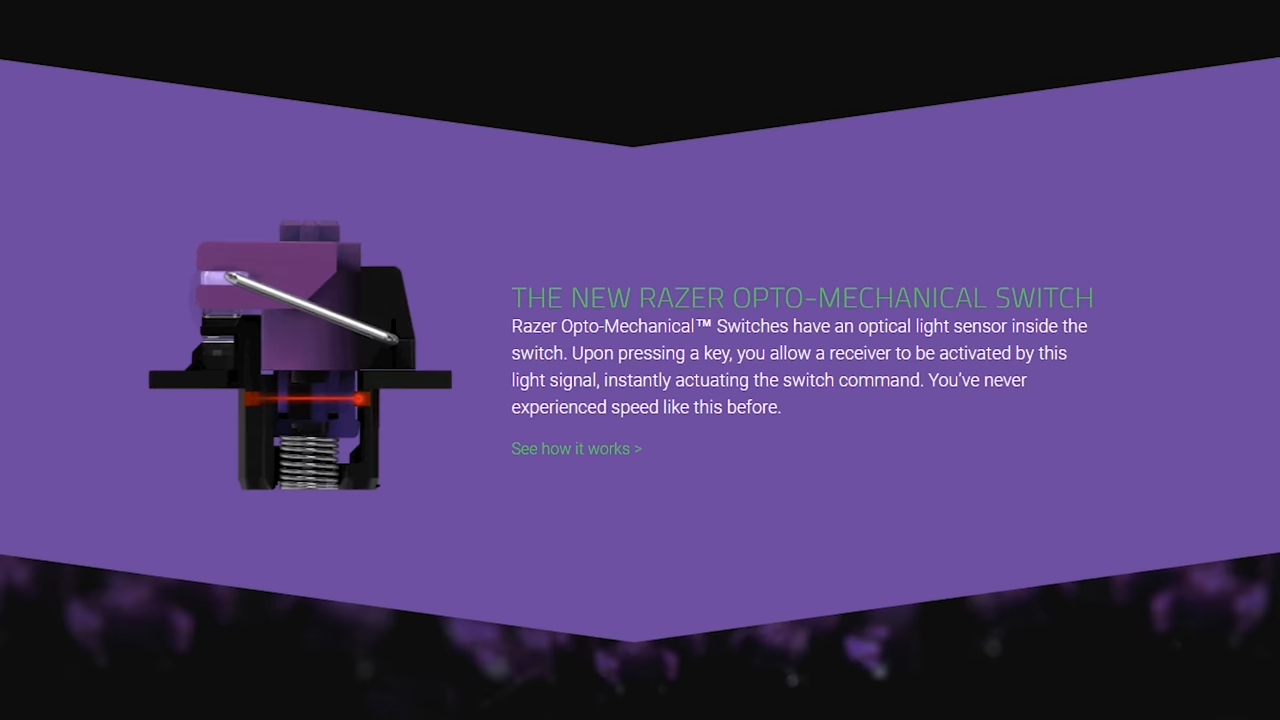 THE NEW RAZER OPTO-MECHANICAL SWITCH
Razer Opto-Mechanical™ Switches have an optical light sensor inside the
switch. Upon pressing a key, you allow a receiver to be activated by this
light signal, instantly actuating the switch command. You’ve never
experienced speed like this before.
See how it works >